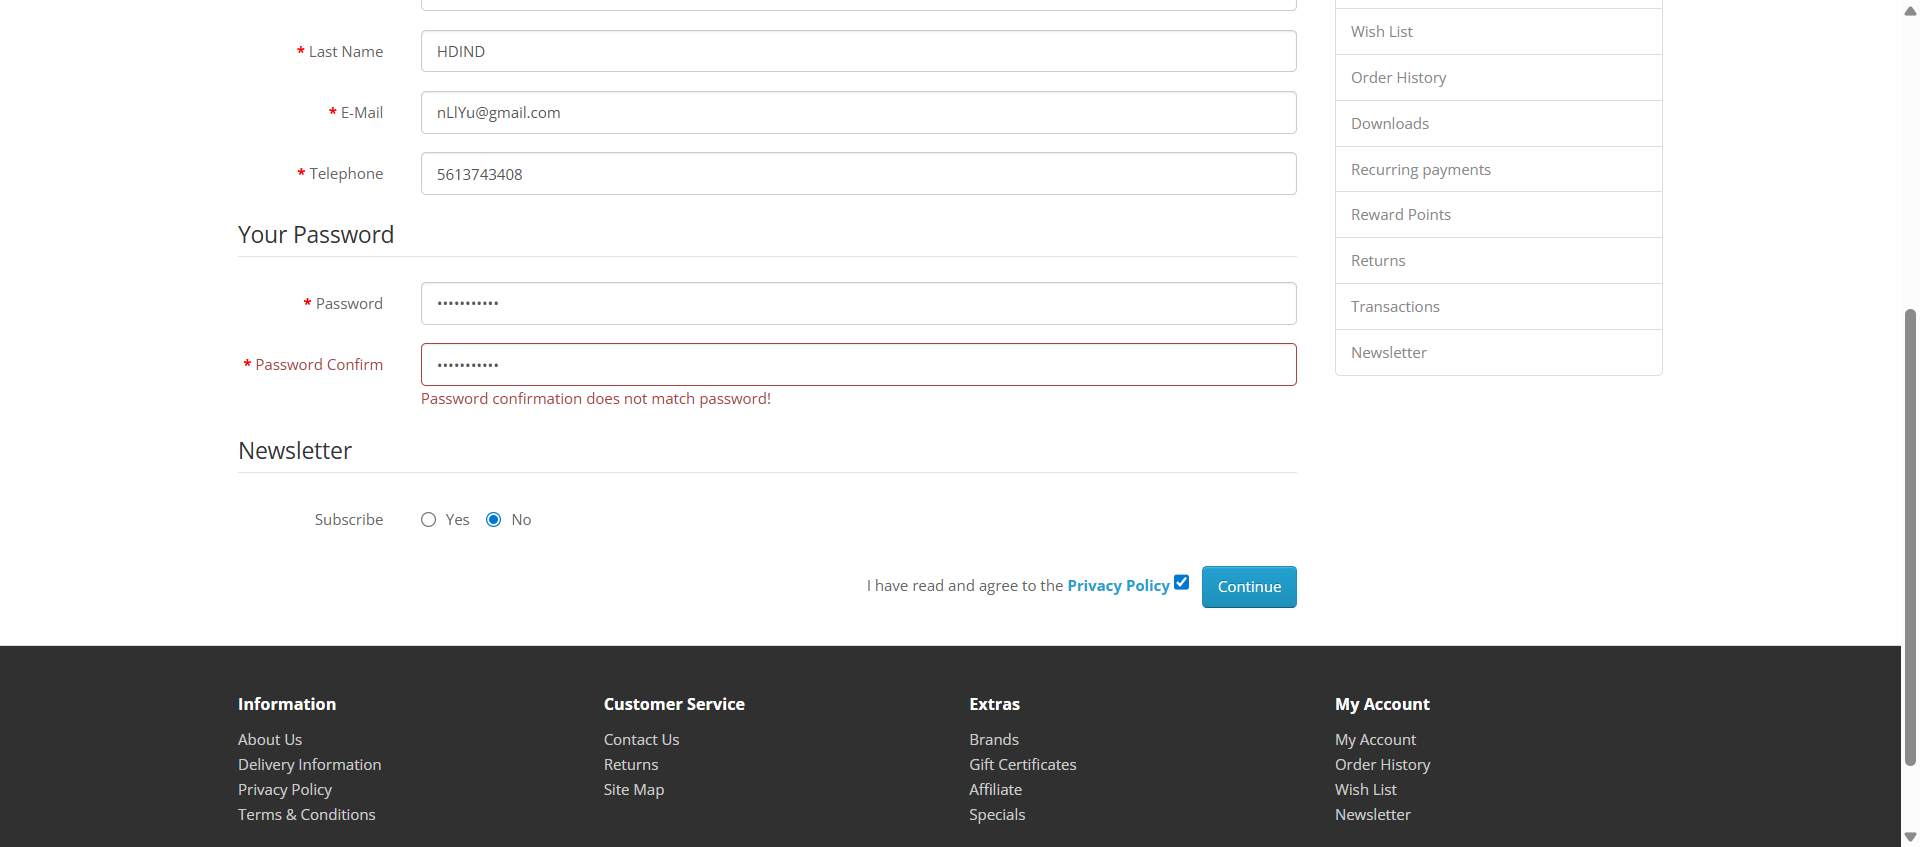 * Last Name
HDIND
* E-Mail
nLlYu@gmail.com
* Telephone
5613743408
Your Password
* Password
•••••••••••
* Password Confirm
•••••••••••
Password confirmation does not match password!
Newsletter
Subscribe
Yes
No
I have read and agree to the Privacy Policy
Continue
Wish List
Order History
Downloads
Recurring payments
Reward Points
Returns
Transactions
Newsletter
Information
About Us
Delivery Information
Privacy Policy
Terms & Conditions
Customer Service
Contact Us
Returns
Site Map
Extras
Brands
Gift Certificates
Affiliate
Specials
My Account
My Account
Order History
Wish List
Newsletter